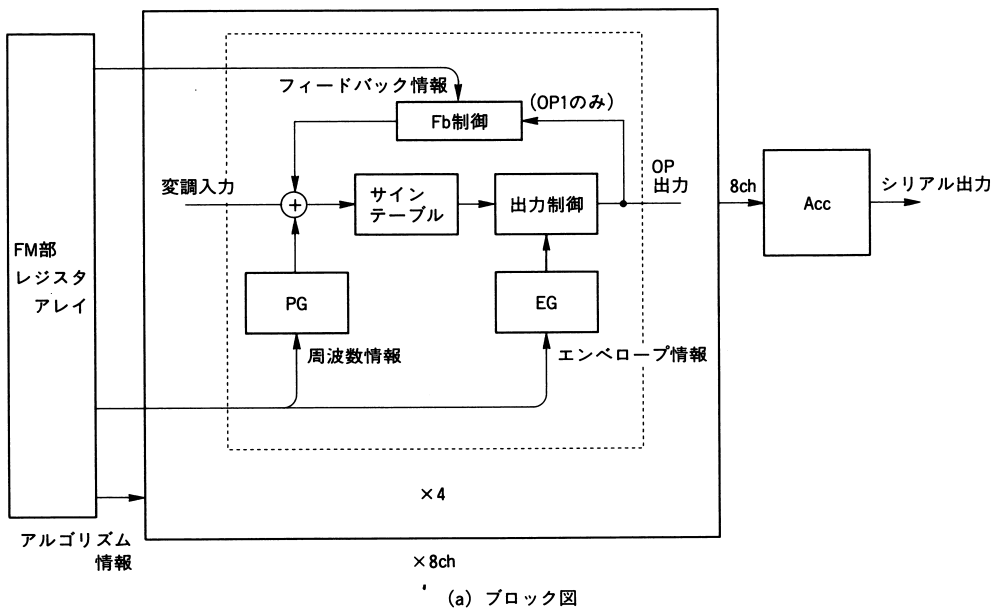 フィードバック情報
(OP1のみ)
Fb制御
変調入力
+
サイン
テーブル
出力制御
OP
出力
8ch
Acc
シリアル出力
FM部
レジスタ
アレイ
PG
EG
周波数情報
エンベロープ情報
×4
アルゴリズム
情報
×8ch
(a) ブロック図